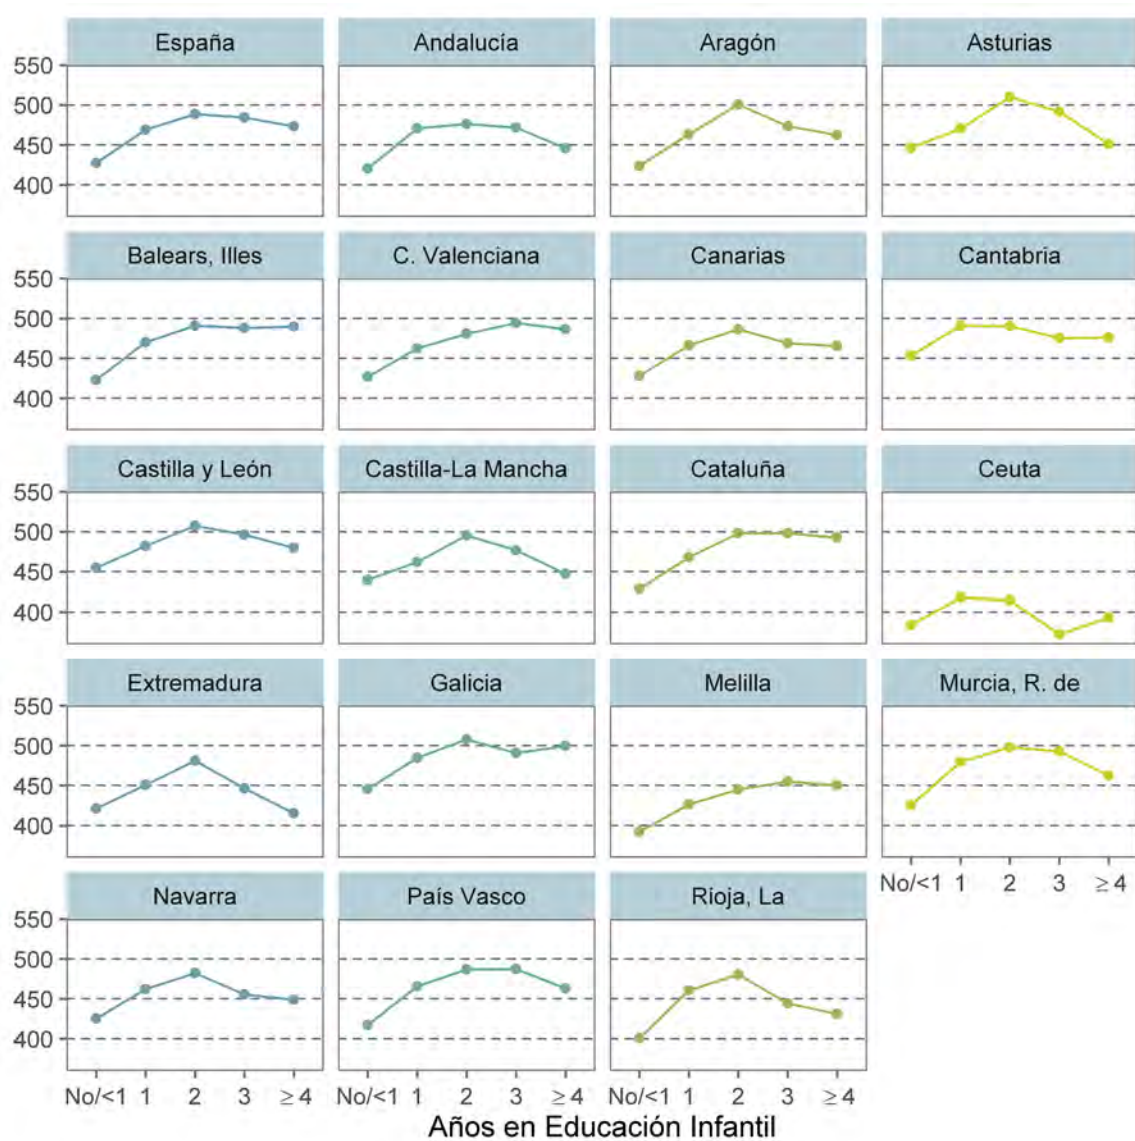 España Andalucía Aragón Asturias
550
500
450
400
Balears, Illes C. Valenciana Canarias Cantabria
550
500
450
400
Castilla y León Castilla-La Mancha Cataluña Ceuta
550
500
450
400
Extremadura Galicia Melilla Murcia, R. de
550
500
450
400
No/<1 1 2 3 ≥ 4
Navarra País Vasco Rioja, La
550
500
450
400
No/<1 1 2 3 ≥ 4 No/<1 1 2 3 ≥ 4 No/<1 1 2 3 ≥ 4
Años en Educación Infantil